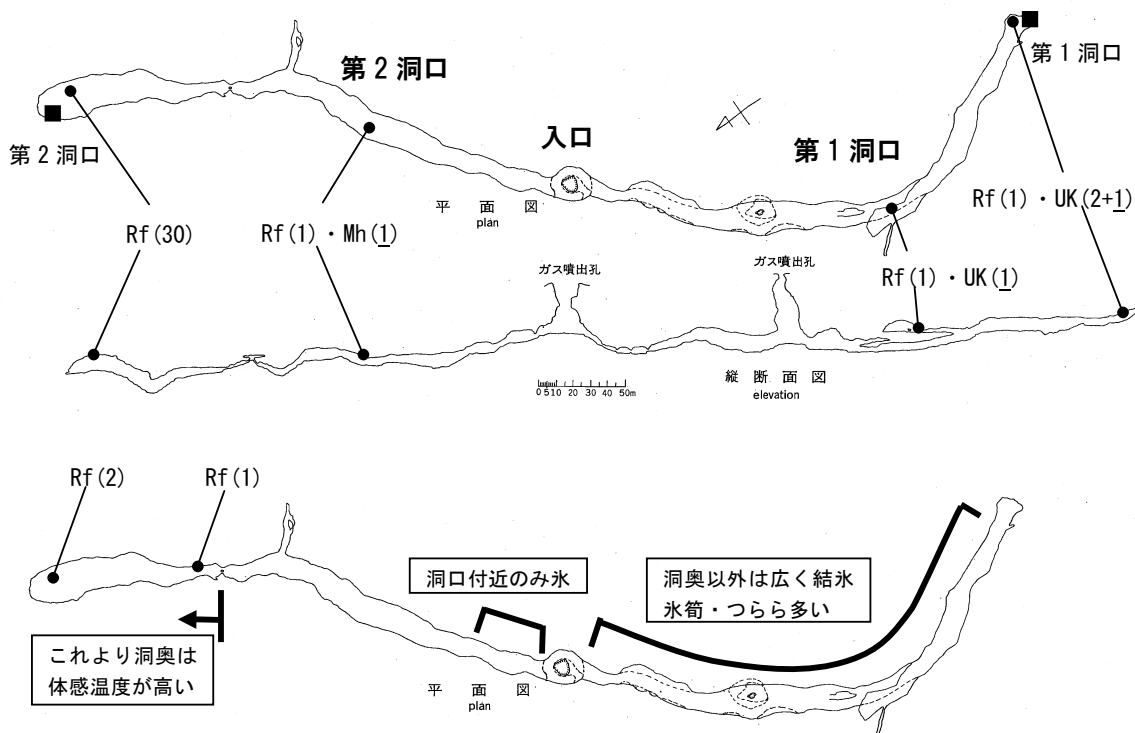 第1洞口
第2洞口
入口
第1洞口
第2洞口
平面図
plan
Rf(30)
Rf(1)・Mh(1)
Rf(1)・UK(1)
Rf(1)・UK(2+1)
ガス噴出孔
ガス噴出孔
0 5 10 20 30 40 50m
縦断面図
elevation
Rf(2)
Rf(1)
洞口付近のみ氷
洞奥以外は広く結氷
氷筍・つらら多い
これより洞奥は
体感温度が高い
平面図
plan